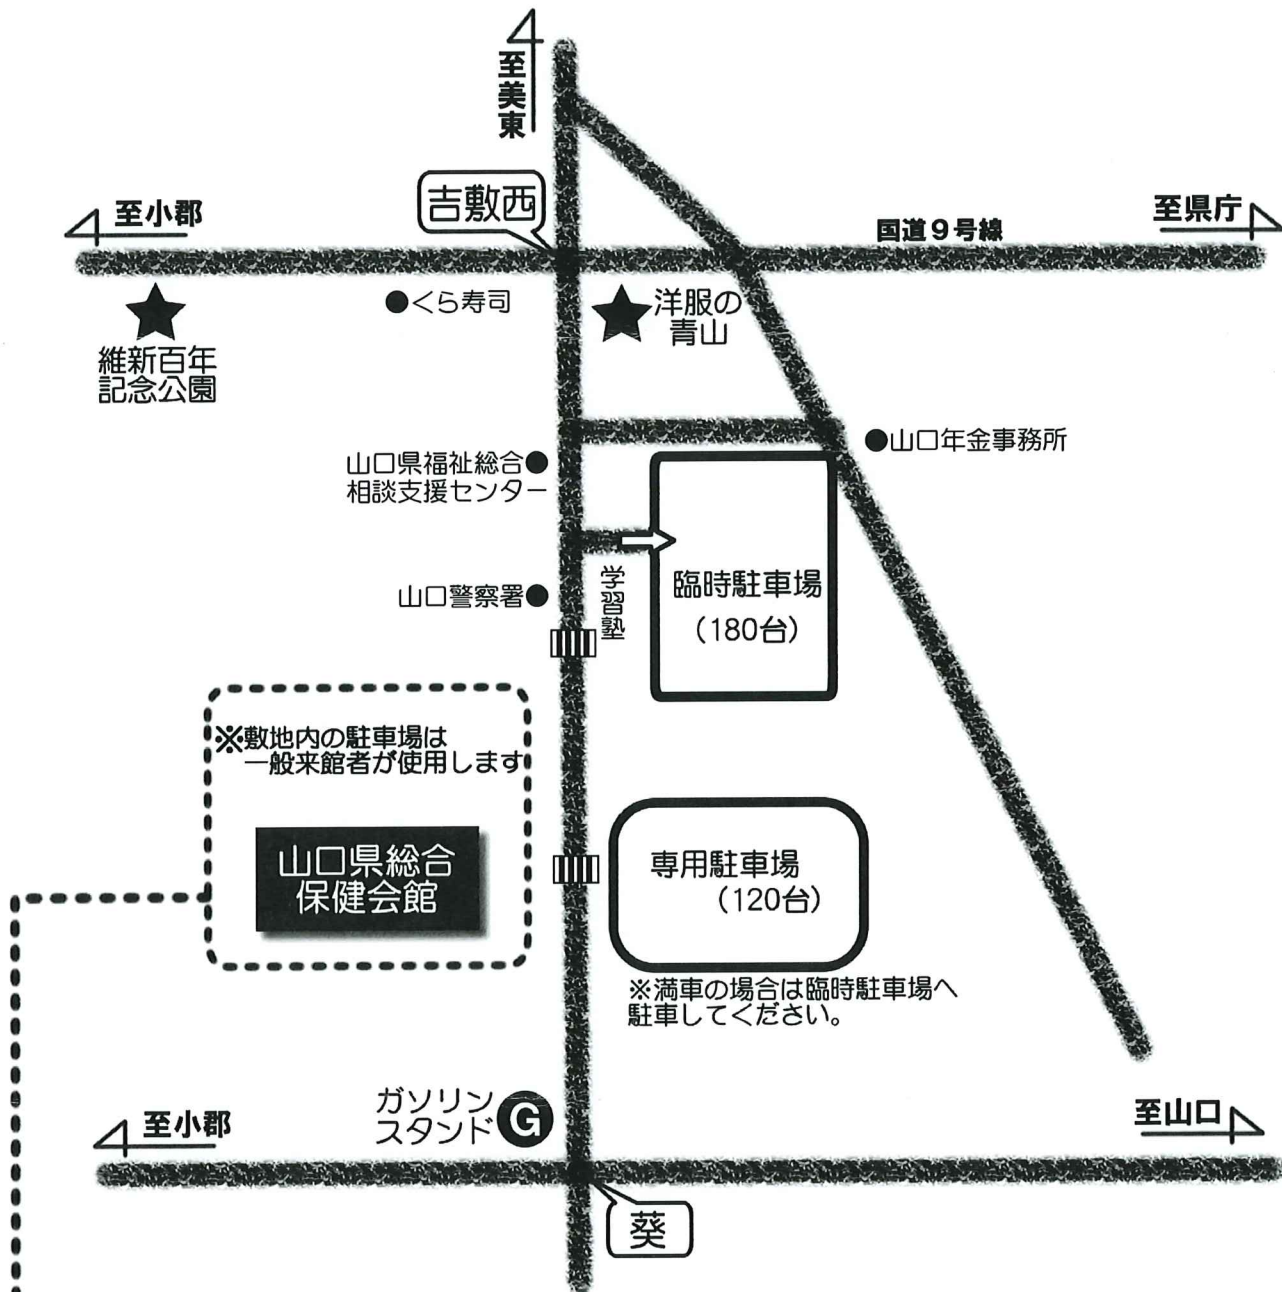 至美東
吉敷西
至小郡
国道9号線
至県庁
維新百年
記念公園
●くら寿司
洋服の
青山
山口県福祉総合●
相談支援センター
●山口年金事務所
山口警察署●
学習塾
臨時駐車場
(180台)
※敷地内の駐車場は
一般来館者が使用します
山口県総合
保健会館
専用駐車場
(120台)
※満車の場合は臨時駐車場へ
駐車してください。
ガソリン
スタンド
G
至小郡
至山口
葵